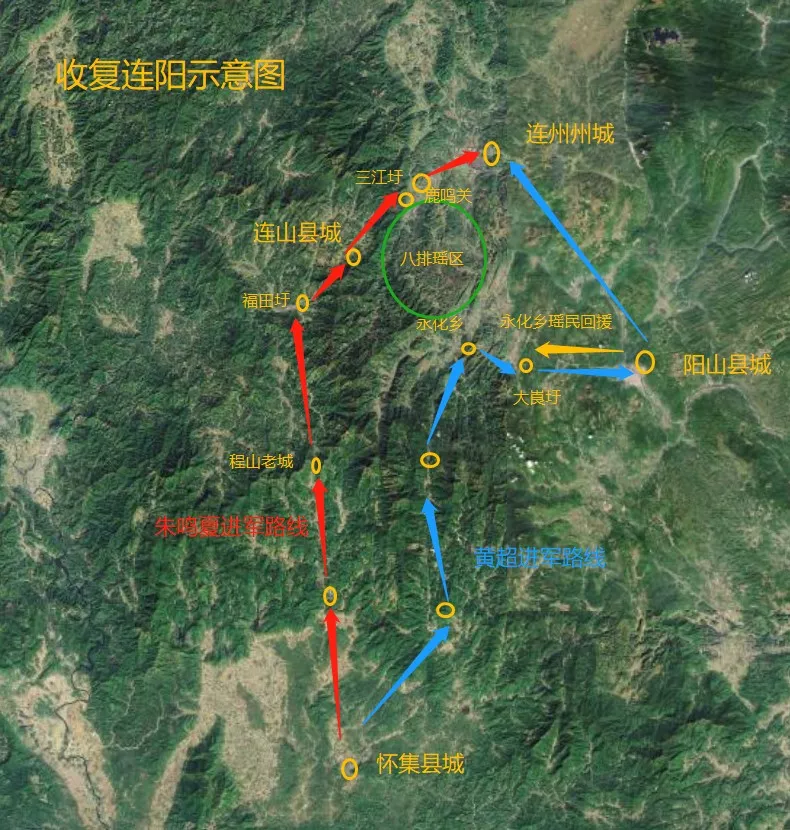 收复连阳示意图
连州州城
三江圩
鹿鸣关
连山县城
八排瑶区
福田圩
永化乡
永化乡瑶民回援
阳山县城
大崀圩
程山老城
朱鸣夏进军路线
黄超进军路线
怀集县城